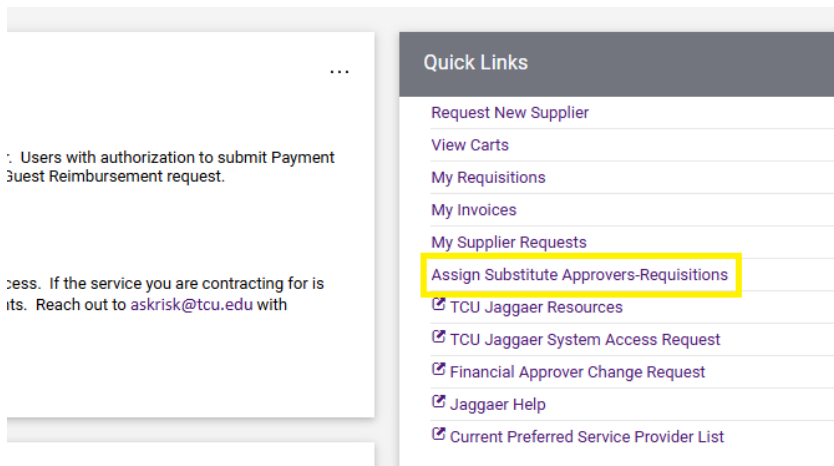 ...
r. Users with authorization to submit Payment
Guest Reimbursement request.
cess. If the service you are contracting for is
nts. Reach out to askrisk@tcu.edu with
Quick Links
Request New Supplier
View Carts
My Requisitions
My Invoices
My Supplier Requests
Assign Substitute Approvers-Requisitions
TCU Jaggaer Resources
TCU Jaggaer System Access Request
Financial Approver Change Request
Jaggaer Help
Current Preferred Service Provider List